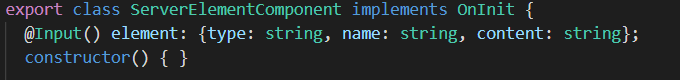 export class ServerElementComponent implements OnInit {
@Input() element: {type: string, name: string, content: string};
constructor() { }